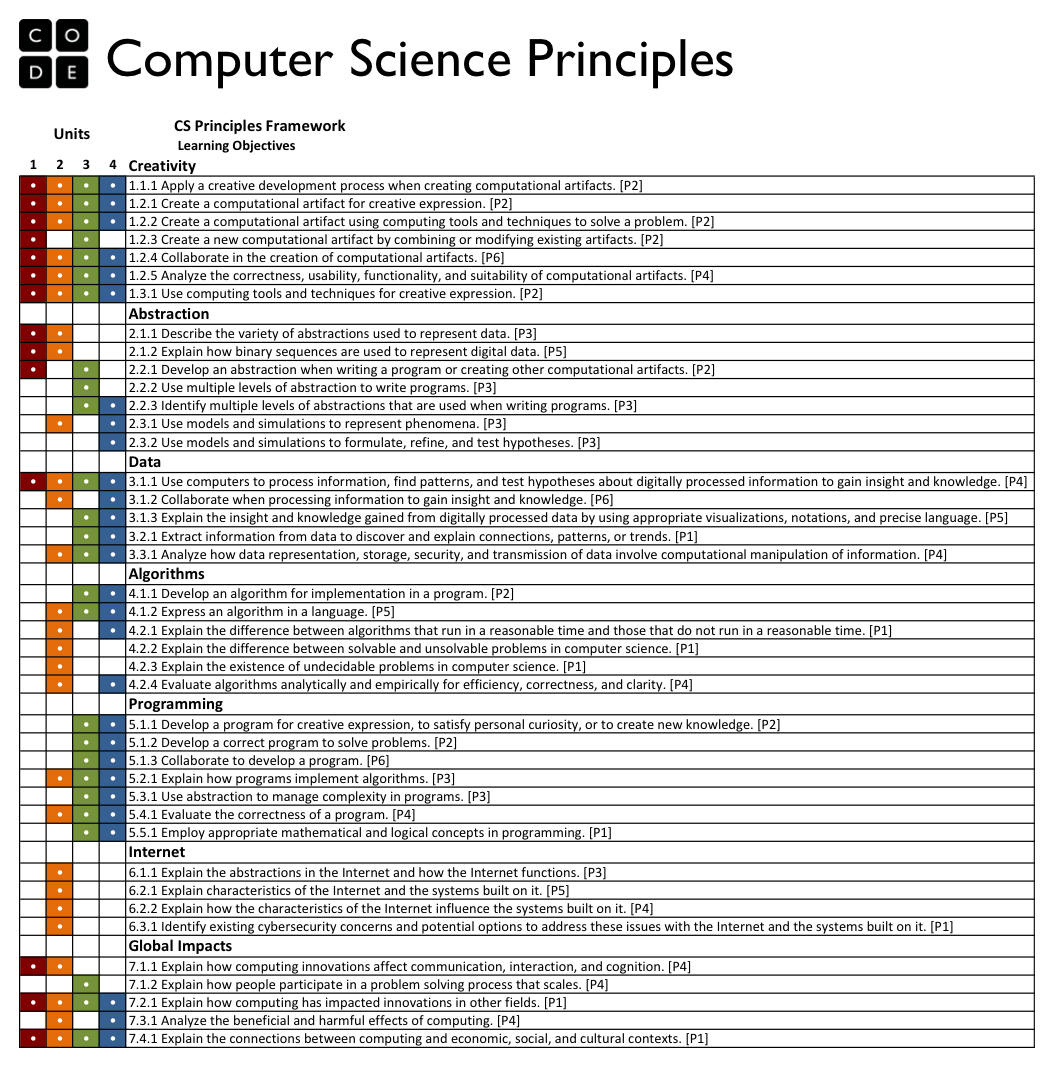 C O
D E
Computer Science Principles
Units
CS Principles Framework
Learning Objectives
1 2 3 4 Creativity
1.1.1 Apply a creative development process when creating computational artifacts. [P2]
1.2.1 Create a computational artifact for creative expression. [P2]
1.2.2 Create a computational artifact using computing tools and techniques to solve a problem. [P2]
1.2.3 Create a new computational artifact by combining or modifying existing artifacts. [P2]
1.2.4 Collaborate in the creation of computational artifacts. [P6]
1.2.5 Analyze the correctness, usability, functionality, and suitability of computational artifacts. [P4]
1.3.1 Use computing tools and techniques for creative expression. [P2]
Abstraction
2.1.1 Describe the variety of abstractions used to represent data. [P3]
2.1.2 Explain how binary sequences are used to represent digital data. [P5]
2.2.1 Develop an abstraction when writing a program or creating other computational artifacts. [P2]
2.2.2 Use multiple levels of abstraction to write programs. [P3]
2.2.3 Identify multiple levels of abstractions that are used when writing programs. [P3]
2.3.1 Use models and simulations to represent phenomena. [P3]
2.3.2 Use models and simulations to formulate, refine, and test hypotheses. [P3]
Data
3.1.1 Use computers to process information, find patterns, and test hypotheses about digitally processed information to gain insight and knowledge. [P4]
3.1.2 Collaborate when processing information to gain insight and knowledge. [P6]
3.1.3 Explain the insight and knowledge gained from digitally processed data by using appropriate visualizations, notations, and precise language. [P5]
3.2.1 Extract information from data to discover and explain connections, patterns, or trends. [P1]
3.3.1 Analyze how data representation, storage, security, and transmission of data involve computational manipulation of information. [P4]
Algorithms
4.1.1 Develop an algorithm for implementation in a program. [P2]
4.1.2 Express an algorithm in a language. [P5]
4.2.1 Explain the difference between algorithms that run in a reasonable time and those that do not run in a reasonable time. [P1]
4.2.2 Explain the difference between solvable and unsolvable problems in computer science. [P1]
4.2.3 Explain the existence of undecidable problems in computer science. [P1]
4.2.4 Evaluate algorithms analytically and empirically for efficiency, correctness, and clarity. [P4]
Programming
5.1.1 Develop a program for creative expression, to satisfy personal curiosity, or to create new knowledge. [P2]
5.1.2 Develop a correct program to solve problems. [P2]
5.1.3 Collaborate to develop a program. [P6]
5.2.1 Explain how programs implement algorithms. [P3]
5.3.1 Use abstraction to manage complexity in programs. [P3]
5.4.1 Evaluate the correctness of a program. [P4]
5.5.1 Employ appropriate mathematical and logical concepts in programming. [P1]
Internet
6.1.1 Explain the abstractions in the Internet and how the Internet functions. [P3]
6.2.1 Explain characteristics of the Internet and the systems built on it. [P5]
6.2.2 Explain how the characteristics of the Internet influence the systems built on it. [P4]
6.3.1 Identify existing cybersecurity concerns and potential options to address these issues with the Internet and the systems built on it. [P1]
Global Impacts
7.1.1 Explain how computing innovations affect communication, interaction, and cognition. [P4]
7.1.2 Explain how people participate in a problem solving process that scales. [P4]
7.2.1 Explain how computing has impacted innovations in other fields. [P1]
7.3.1 Analyze the beneficial and harmful effects of computing. [P4]
7.4.1 Explain the connections between computing and economic, social, and cultural contexts. [P1]